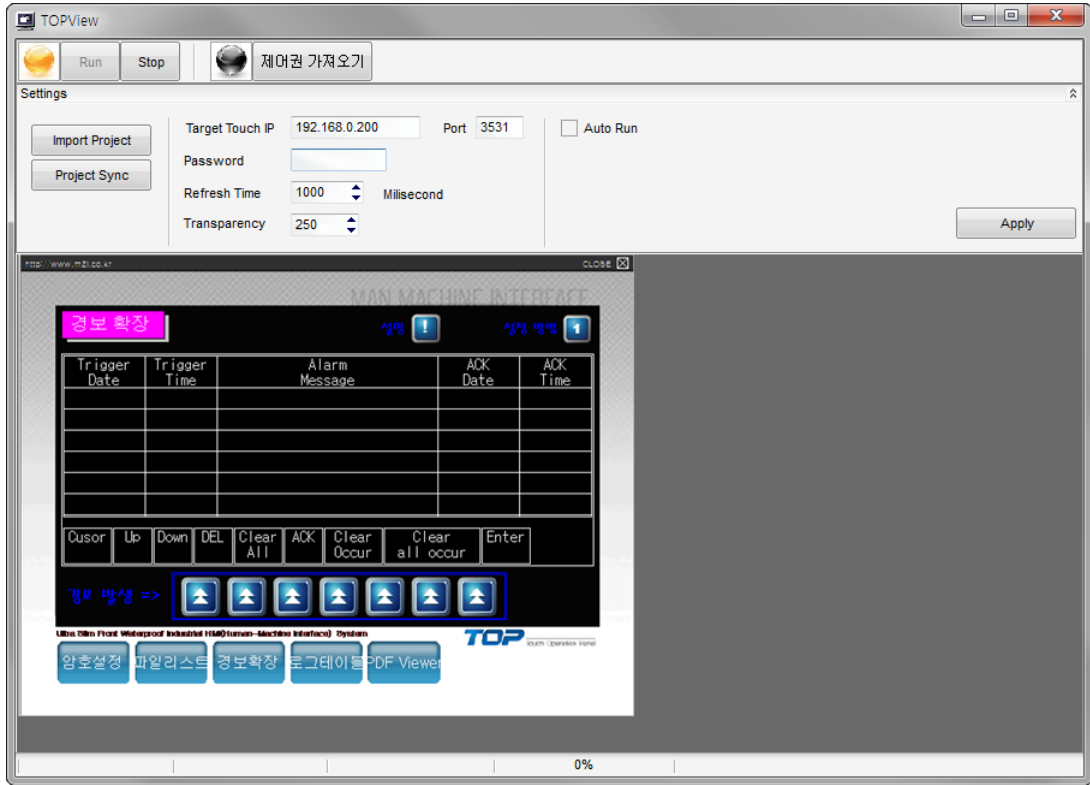 TOPView
Run Stop 제어권 가져오기
Settings
Import Project
Project Sync
Target Touch IP 192.168.0.200 Port 3531
Password
Refresh Time 1000 Milisecond
Transparency 250
Auto Run
Apply
http://www.m2i.co.kr CLOSE
MAN MACHINE INTERFACE
경보 확장 설명 ! 설정 방법 1
Trigger Date Trigger Time Alarm Message ACK Date ACK Time
Cusor Up Down DEL Clear All ACK Clear Occur Clear all occur Enter
경보 발생 =>
Ultra Slim Front Waterproof Industrial HMI(Human-Machine Interface) System
TOP Touch Operation Panel
암호설정 파일리스트 경보확장 로그테이블 PDF Viewer
0%